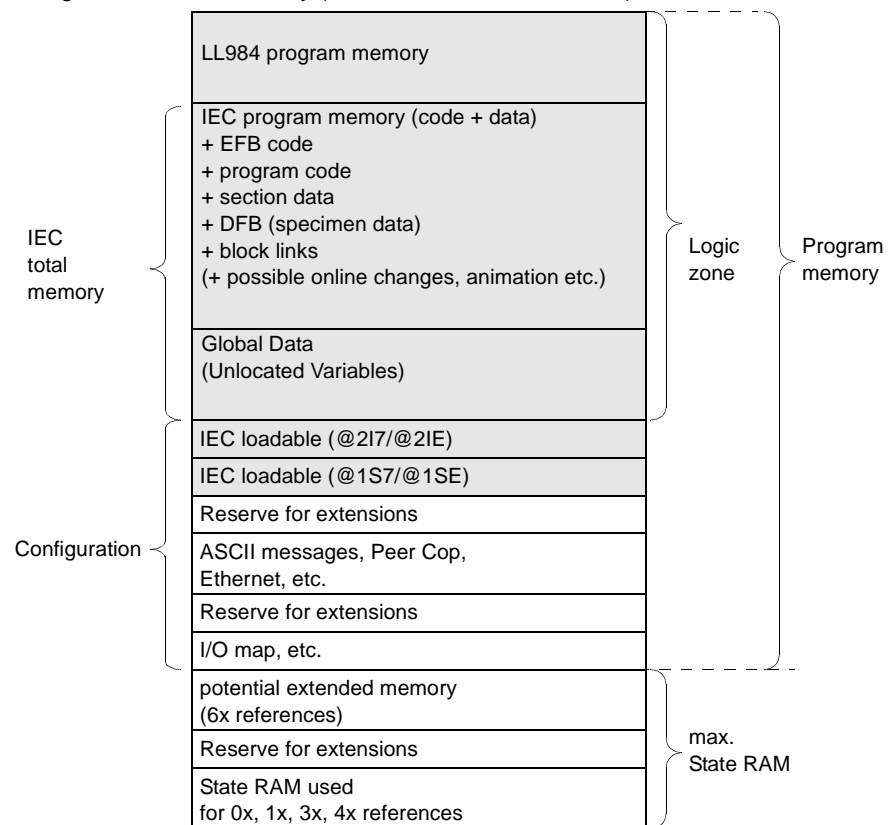 LL984 program memory
IEC program memory (code + data)
+ EFB code
+ program code
+ section data
+ DFB (specimen data)
+ block links
(+ possible online changes, animation etc.)
IEC
total
memory
Logic
zone
Program
memory
Global Data
(Unlocated Variables)
IEC loadable (@2I7/@2IE)
IEC loadable (@1S7/@1SE)
Reserve for extensions
Configuration
ASCII messages, Peer Cop,
Ethernet, etc.
Reserve for extensions
I/O map, etc.
potential extended memory
(6x references)
Reserve for extensions
max.
State RAM
State RAM used
for 0x, 1x, 3x, 4x references